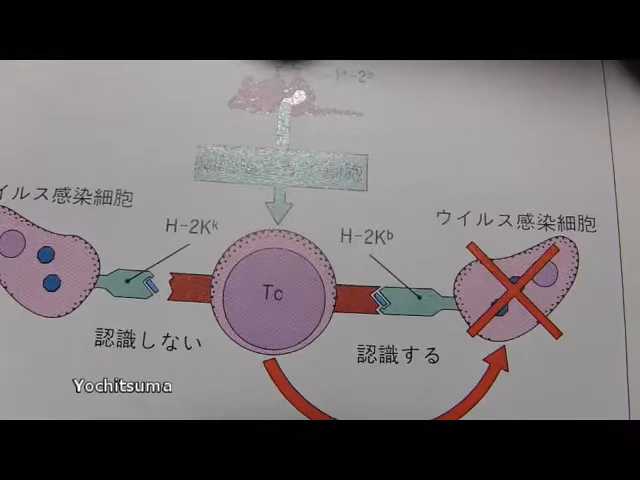 H-2ᵇ
イルス感染細胞
H-2Kᵏ
H-2Kᵇ
ウイルス感染細胞
Tc
認識しない
認識する
Yochitsuma